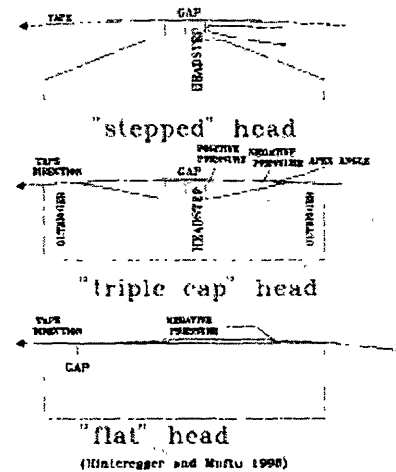 GAP
TAPE
HEADSTEP
"stepped" head
POSITIVE PRESSURE
NEGATIVE PRESSURE
APEX ANGLE
TAPE DIRECTION
GAP
OUTRIGGER
HEADSTEP
OUTRIGGER
"triple cap" head
TAPE DIRECTION
NEGATIVE PRESSURE
GAP
"flat" head
(Hinteregger and Muftu 1998)